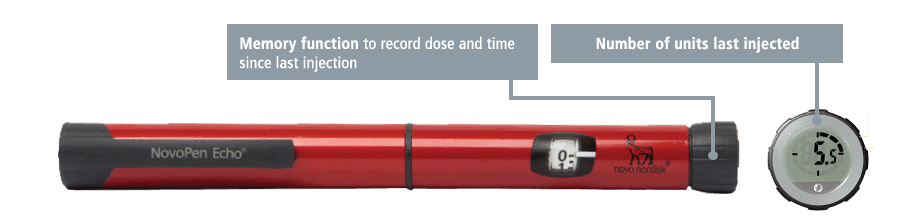 Memory function to record dose and time
since last injection
Number of units last injected
NovoPen Echo®
0
novo nordisk®
5.5